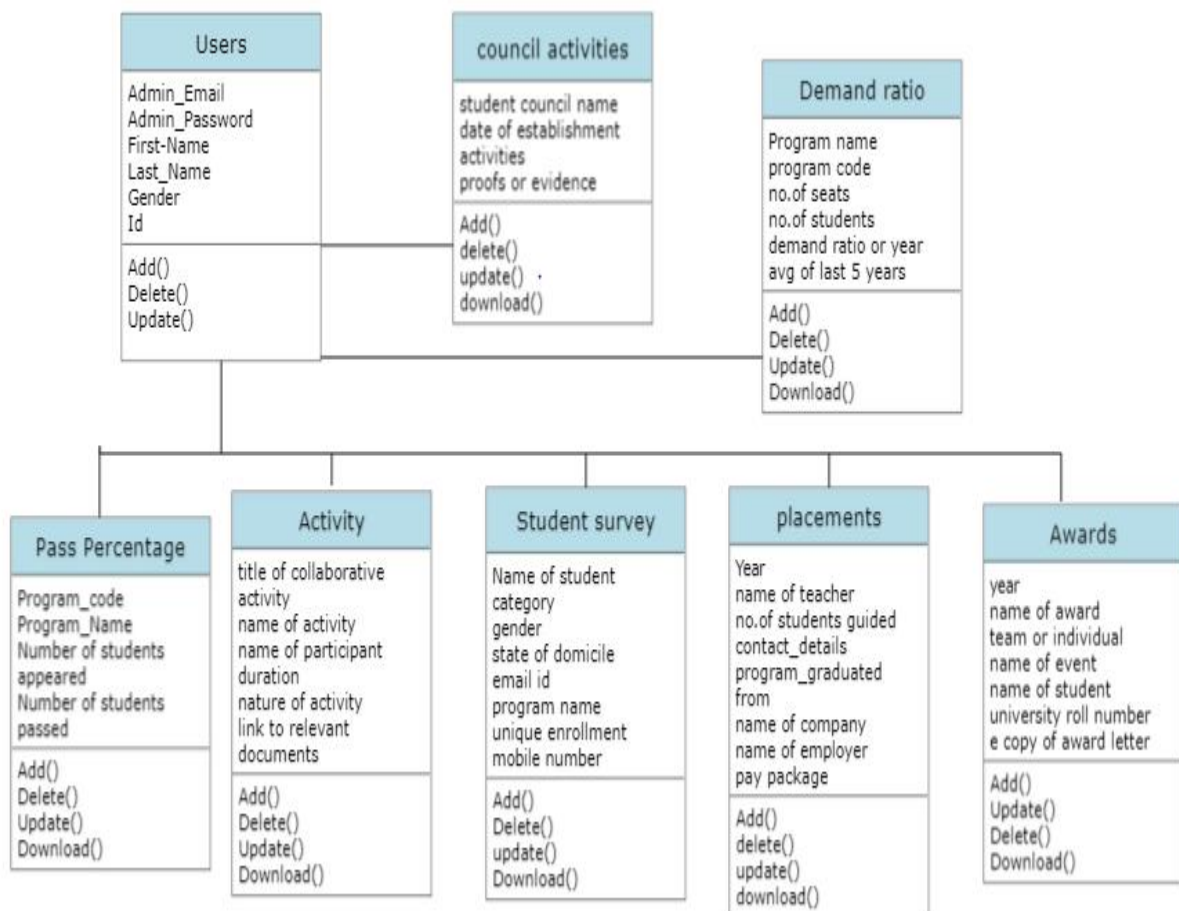 Users
Admin_Email
Admin_Password
First-Name
Last_Name
Gender
Id
Add()
Delete()
Update()
council activities
student council name
date of establishment
activities
proofs or evidence
Add()
delete()
update()
download()
Demand ratio
Program name
program code
no.of seats
no.of students
demand ratio or year
avg of last 5 years
Add()
Delete()
Update()
Download()
Pass Percentage
Program_code
Program_Name
Number of students
appeared
Number of students
passed
Add()
Delete()
Update()
Download()
Activity
title of collaborative
activity
name of activity
name of participant
duration
nature of activity
link to relevant
documents
Add()
Delete()
Update()
Download()
Student survey
Name of student
category
gender
state of domicile
email id
program name
unique enrollment
mobile number
Add()
Delete()
update()
Download()
placements
Year
name of teacher
no.of students guided
contact_details
program_graduated
from
name of company
name of employer
pay package
Add()
delete()
update()
download()
Awards
year
name of award
team or individual
name of event
name of student
university roll number
e copy of award letter
Add()
Update()
Delete()
Download()